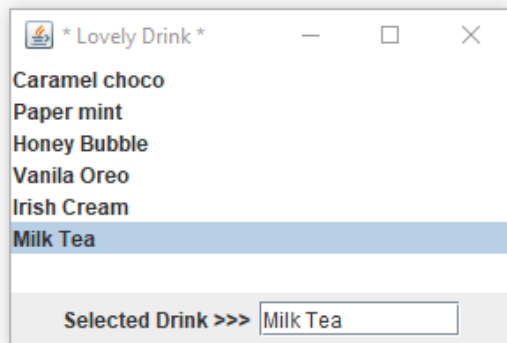 * Lovely Drink *
Caramel choco
Paper mint
Honey Bubble
Vanila Oreo
Irish Cream
Milk Tea
Selected Drink >>> Milk Tea